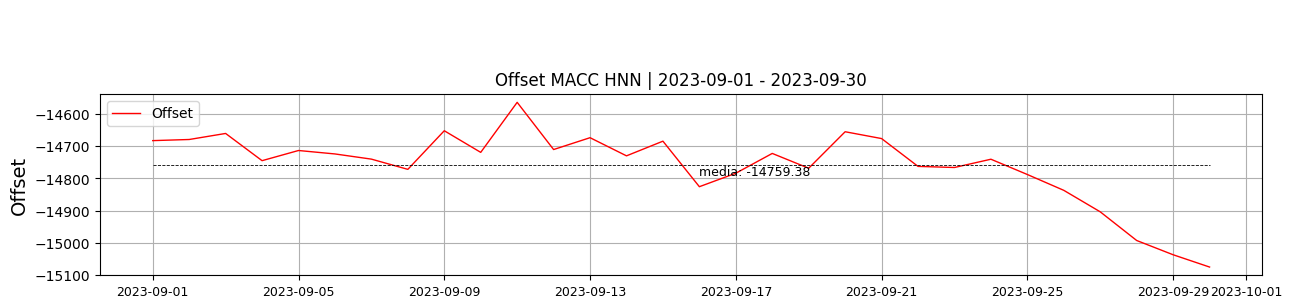 Offset MACC HNN | 2023-09-01 - 2023-09-30
Offset
Offset
−14600
−14700
−14800
−14900
−15000
−15100
media: -14759.38
2023-09-01 2023-09-05 2023-09-09 2023-09-13 2023-09-17 2023-09-21 2023-09-25 2023-09-29 2023-10-01